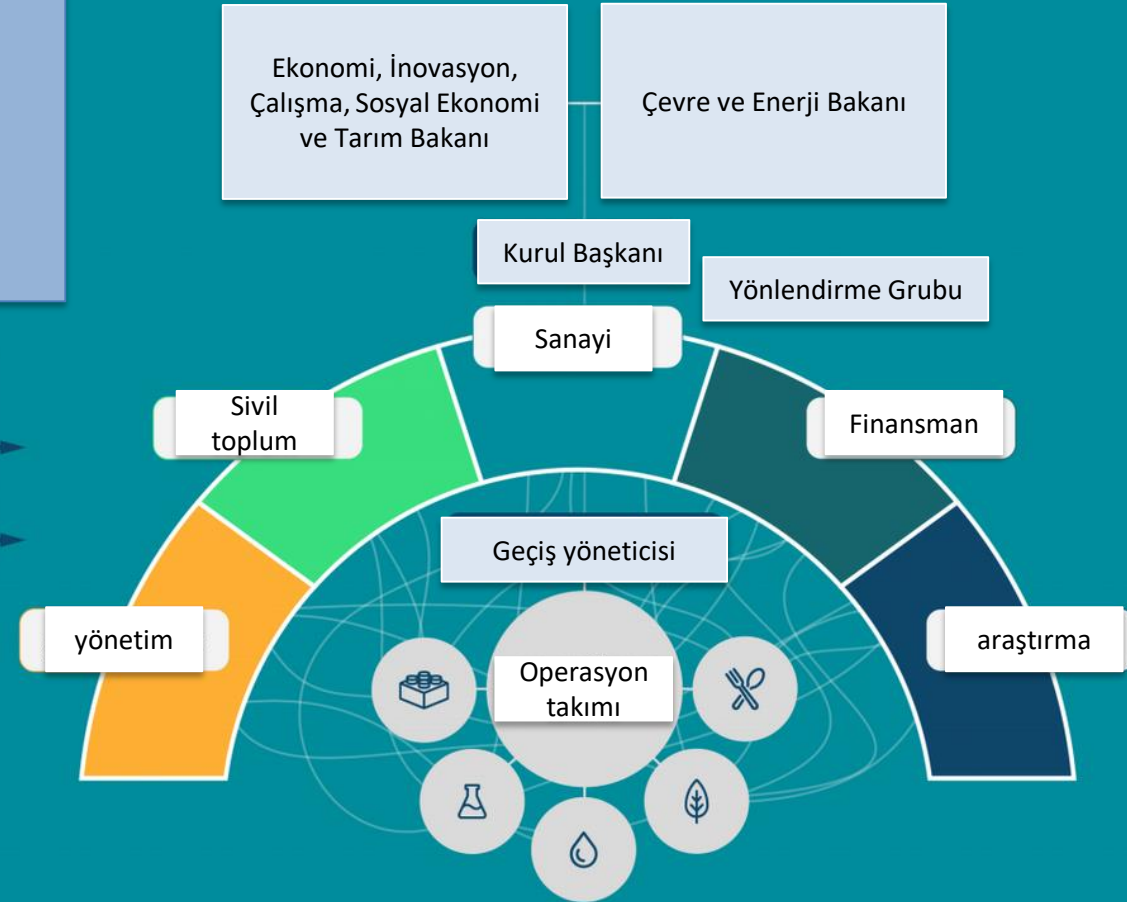 Ekonomi, İnovasyon,
Çalışma, Sosyal Ekonomi
ve Tarım Bakanı
Çevre ve Enerji Bakanı
Kurul Başkanı
Yönlendirme Grubu
Sanayi
Sivil
toplum
Finansman
Geçiş yöneticisi
yönetim
araştırma
Operasyon
takımı